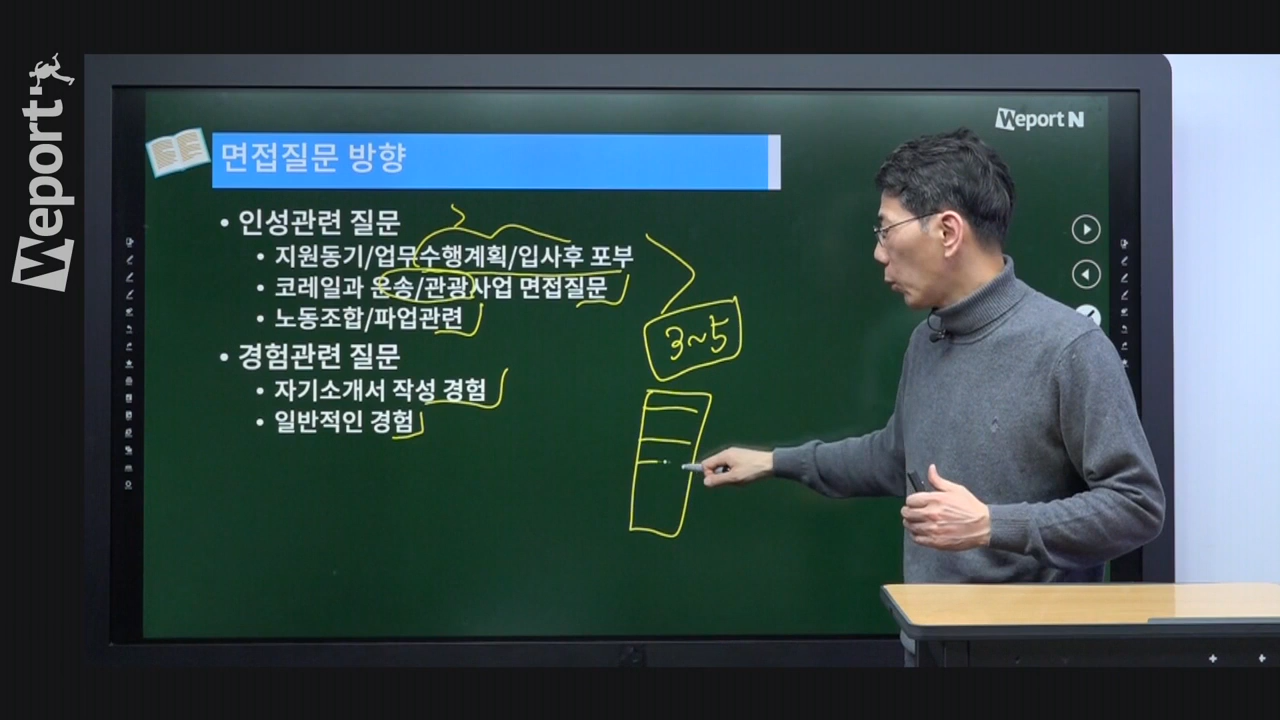 Weport
Weport N
면접질문 방향
• 인성관련 질문
• 지원동기/업무수행계획/입사후 포부
• 코레일과 운송/관광사업 면접질문
• 노동조합/파업관련
3~5
• 경험관련 질문
• 자기소개서 작성 경험
• 일반적인 경험